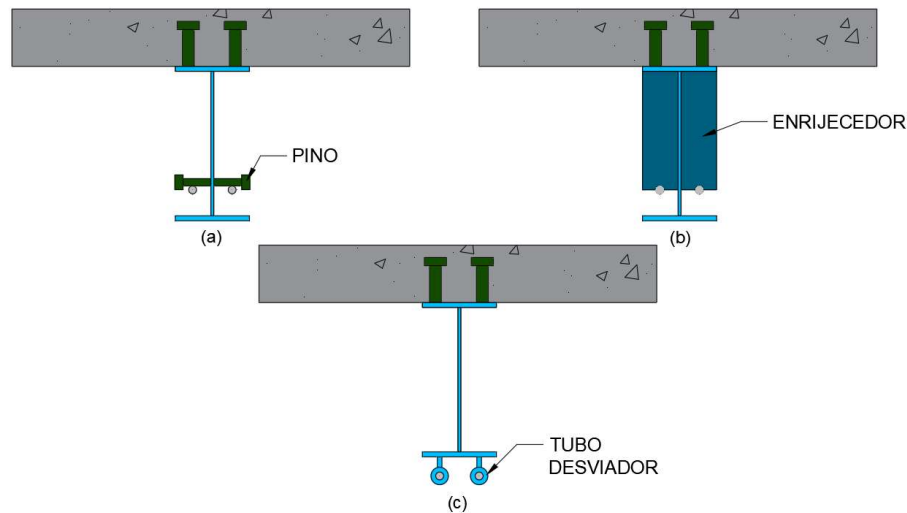 PINO
(a)
ENRIJECEDOR
(b)
TUBO
DESVIADOR
(c)